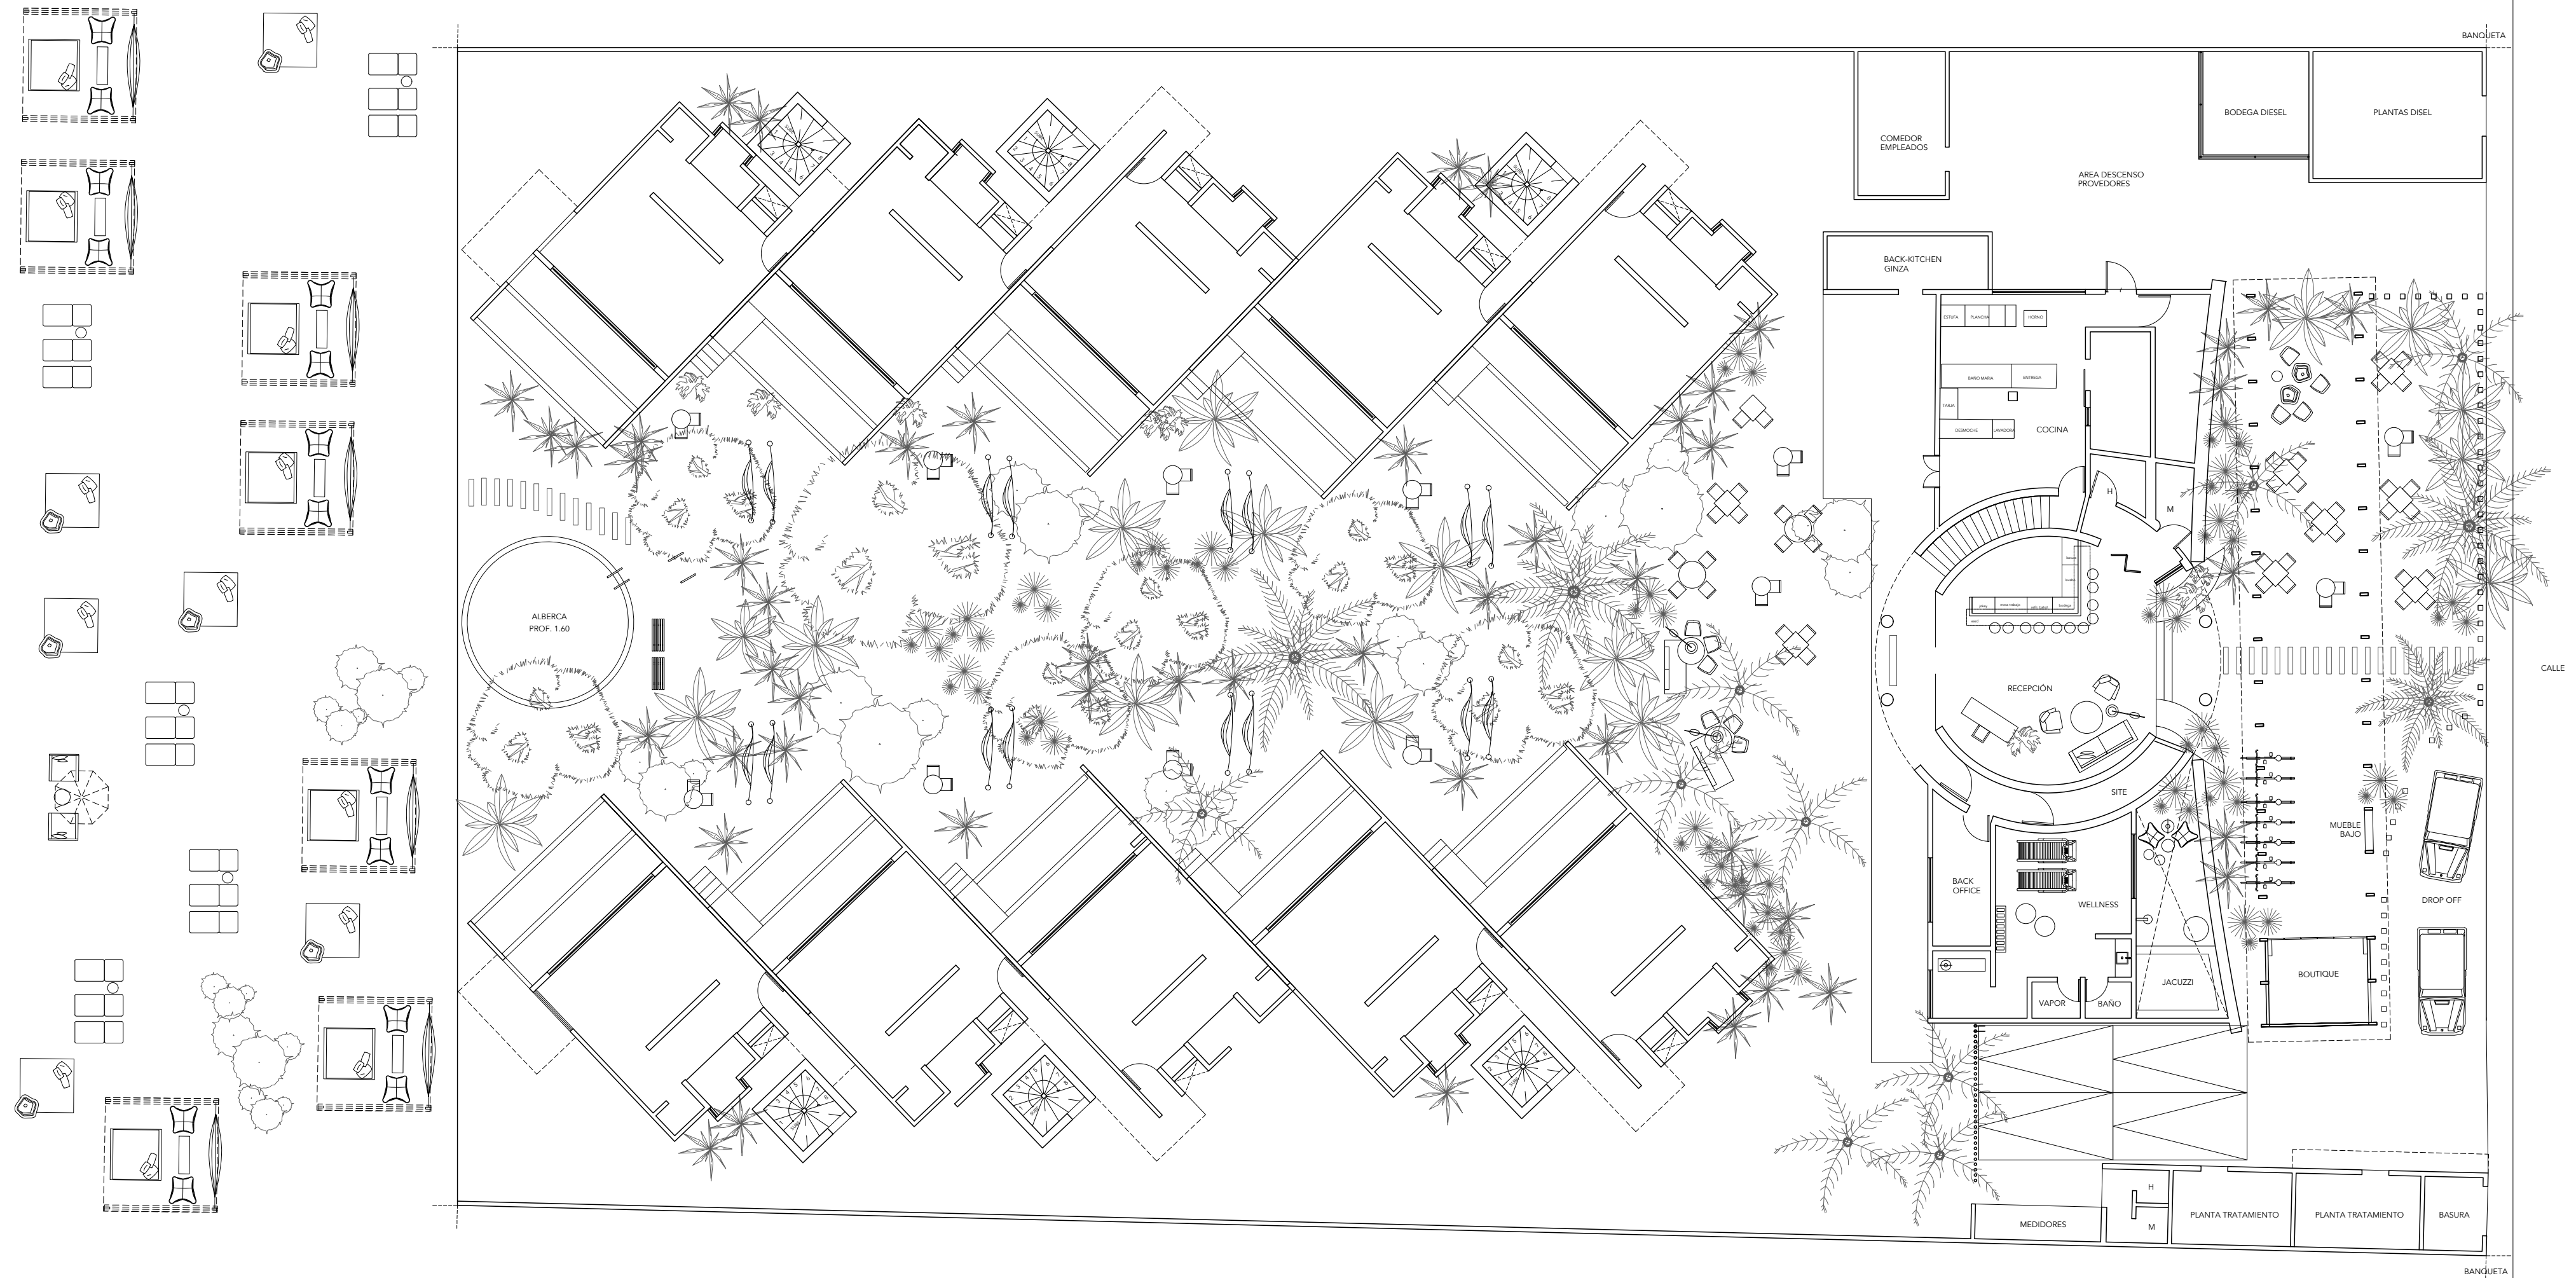 BANQUETA
COMEDOR
EMPLEADOS
BODEGA DIESEL
PLANTAS DISEL
AREA DESCENSO
PROVEDORES
BACK-KITCHEN
GINZA
ESTUFA
PLANCHA
HORNO
BAÑO MARIA
ENTREGA
TARJA
DESMOCHE
LAVADORA
COCINA
H
M
ALBERCA
PROF. 1.60
CALLE
RECEPCIÓN
SITE
MUEBLE
BAJO
BACK
OFFICE
WELLNESS
DROP OFF
BOUTIQUE
JACUZZI
VAPOR
BAÑO
H
M
MEDIDORES
PLANTA TRATAMIENTO
PLANTA TRATAMIENTO
BASURA
BANQUETA